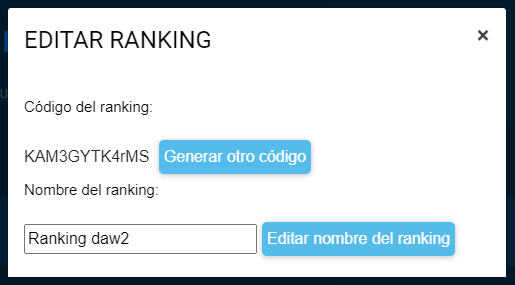 EDITAR RANKING ×
Código del ranking:
KAM3GYTK4rMS Generar otro código
Nombre del ranking:
Ranking daw2 Editar nombre del ranking